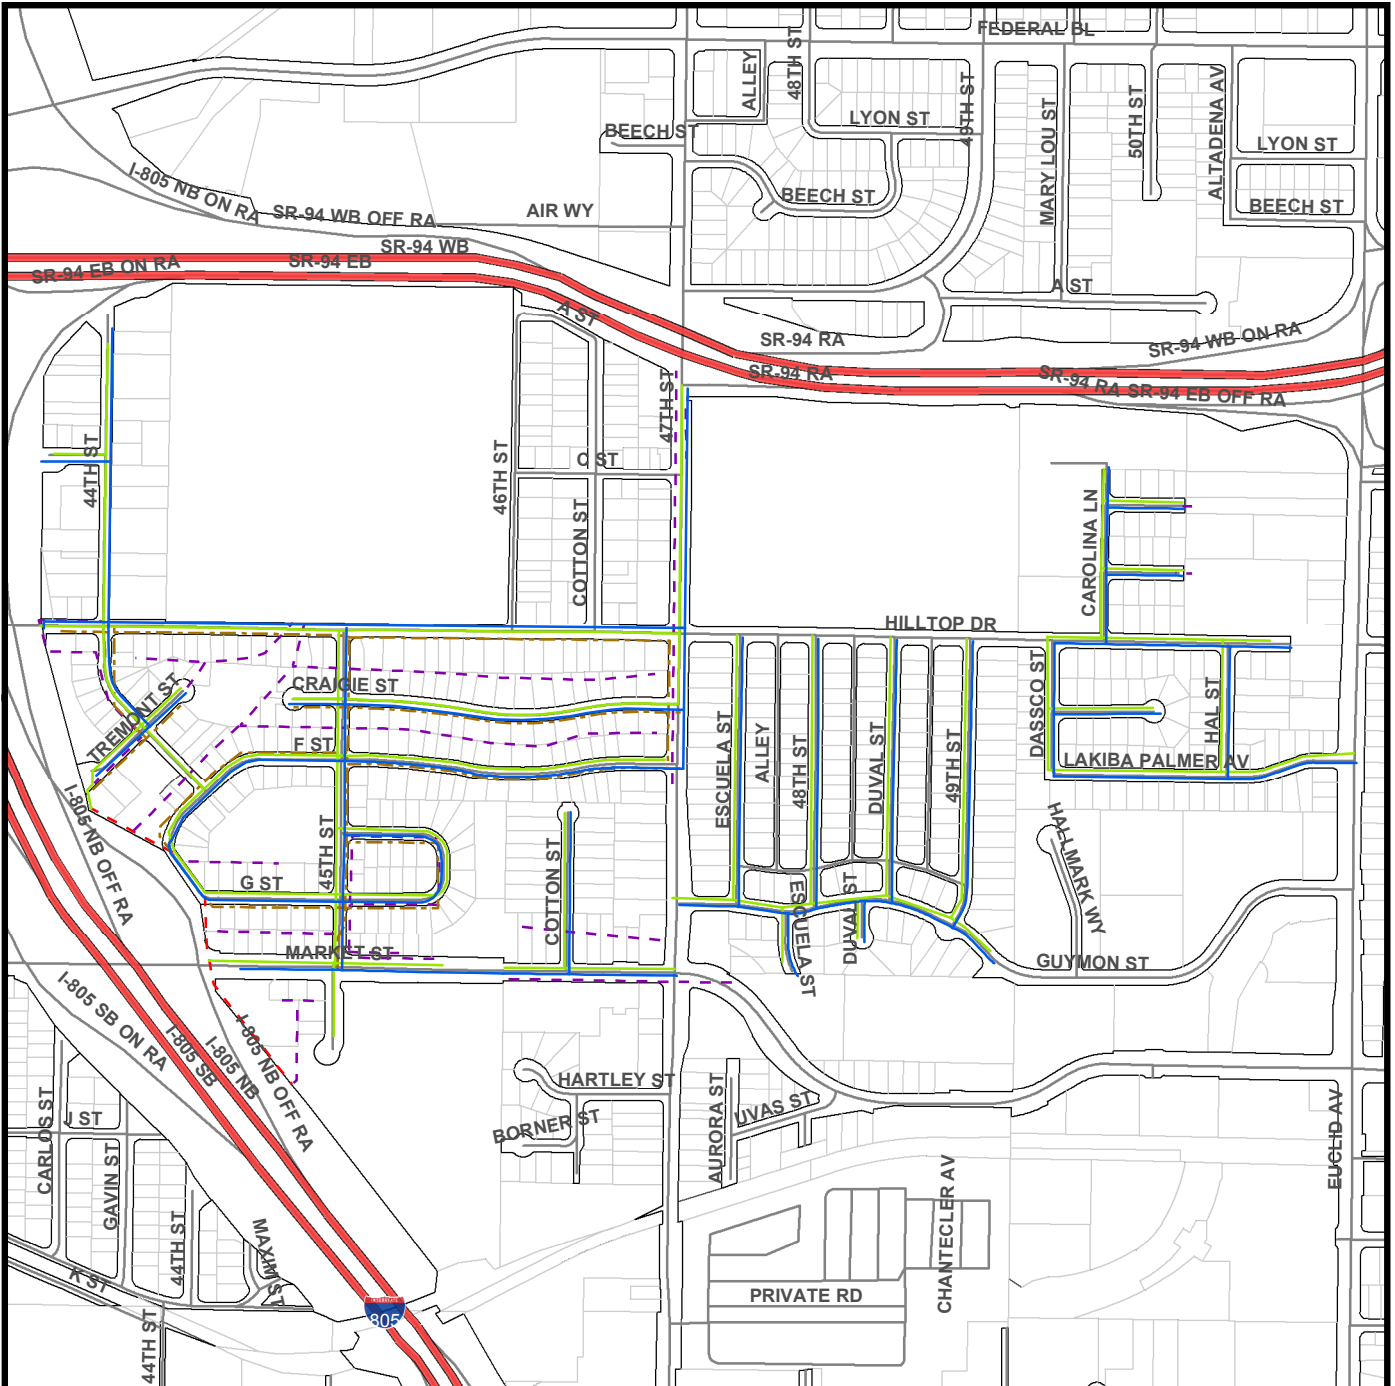 FEDERAL BL
48TH ST
ALLEY
49TH ST
ALTADENA AV
50TH ST
MARY LOU ST
LYON ST
BEECH ST
LYON ST
BEECH ST
BEECH ST
I-805 NB ON RA
SR-94 WB OFF RA
AIR WY
SR-94 WB
SR-94 EB
SR-94 EB ON RA
A ST
A ST
SR-94 RA
SR-94 WB ON RA
SR-94 RA
SR-94 RA
SR-94 EB OFF RA
47TH ST
44TH ST
46TH ST
C ST
COTTON ST
CAROLINA LN
HILLTOP DR
TREMONT ST
CRAIGIE ST
F ST
ESCUELA ST
ALLEY
48TH ST
DUVAL ST
49TH ST
DASSCO ST
HAL ST
LAKIBA PALMER AV
I-805 NB OFF RA
45TH ST
G ST
COTTON ST
HALLMARK WY
ESCUELA ST
DUVAL ST
MARKET ST
GUYMON ST
I-805 SB ON RA
I-805 SB
I-805 NB
I-805 NB OFF RA
HARTLEY ST
BORNER ST
AURORA ST
UVAS ST
CARLOS ST
J ST
GAVIN ST
44TH ST
MAXIM ST
K ST
44TH ST
EUCLID AV
CHANTECLER AV
PRIVATE RD
INTERSTATE
805